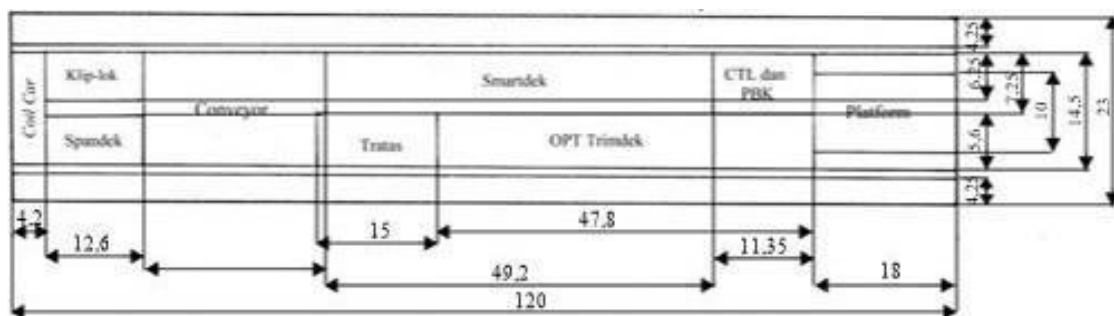 Coil Car
Klip-lok
Spandek
Conveyor
Smartdek
Tratas
OPT Trimdek
CTL dan
PBK
Platform
4.25
6.25
7.25
10
14.5
23
5.6
4.25
4.2
12.6
15
47.8
11.35
49.2
18
120